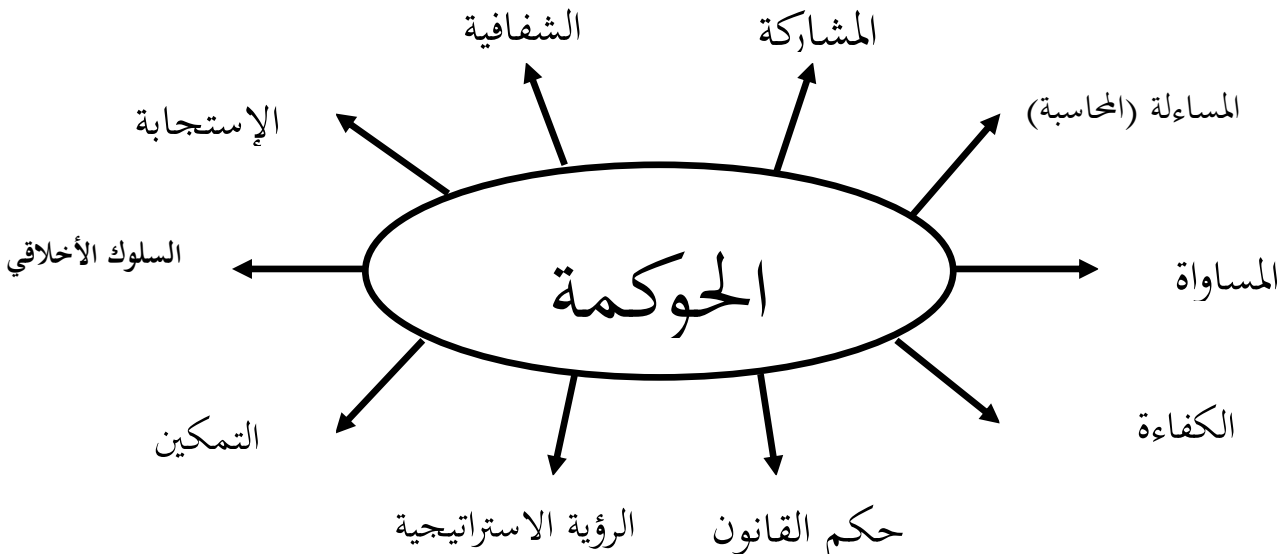 المشاركة
الشفافية
المساءلة (المحاسبة)
الإستجابة
الحوكمة
المساواة
السلوك الأخلاقي
الكفاءة
التمكين
حكم القانون
الرؤية الاستراتيجية